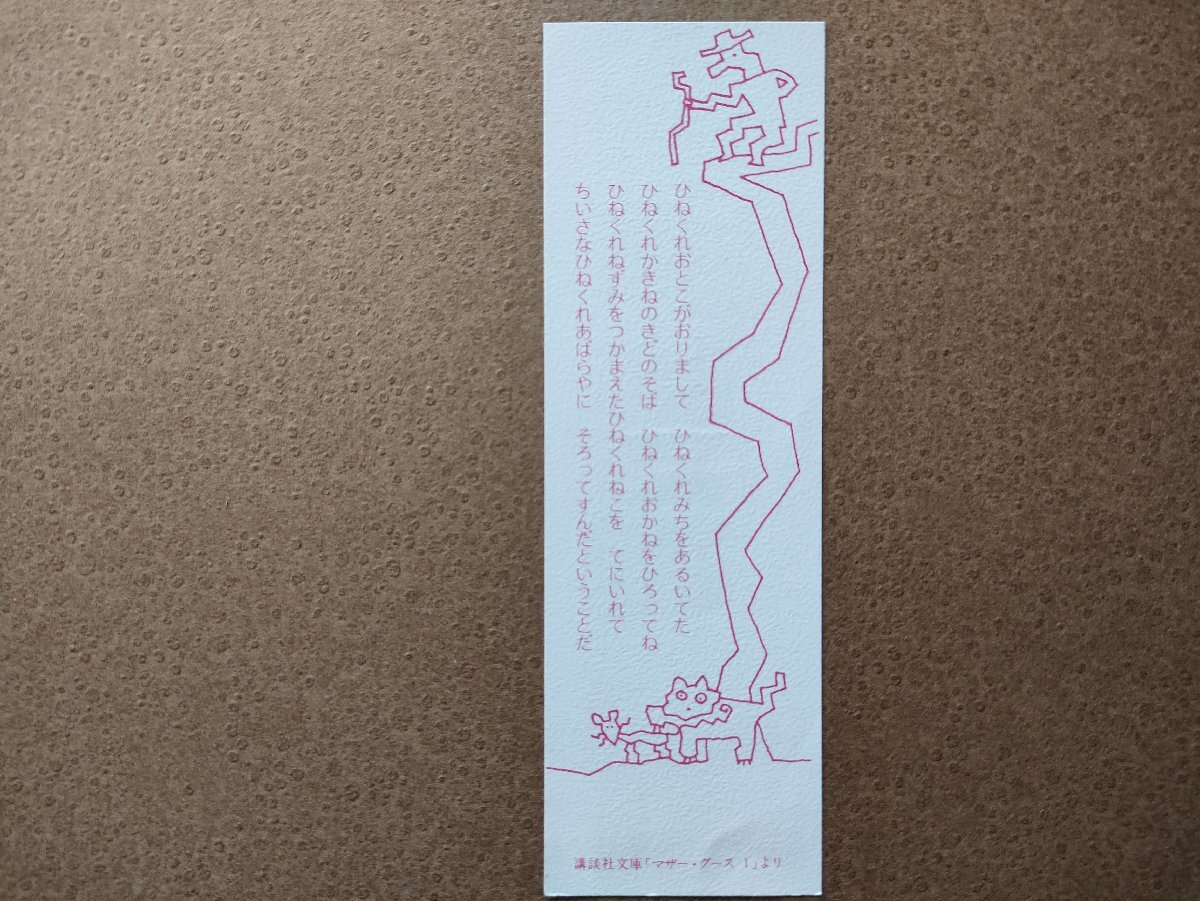 ひねくれおとこがおりまして　ひねくれみちをあるいてた
ひねくれかきねのきどのそば　ひねくれおかねをひろってね
ひねくれねずみをつかまえたひねくれねこを　てにいれて
ちいさなひねくれあばらやに　そろってすんだということだ
講談社文庫「マザー・グース 1」より